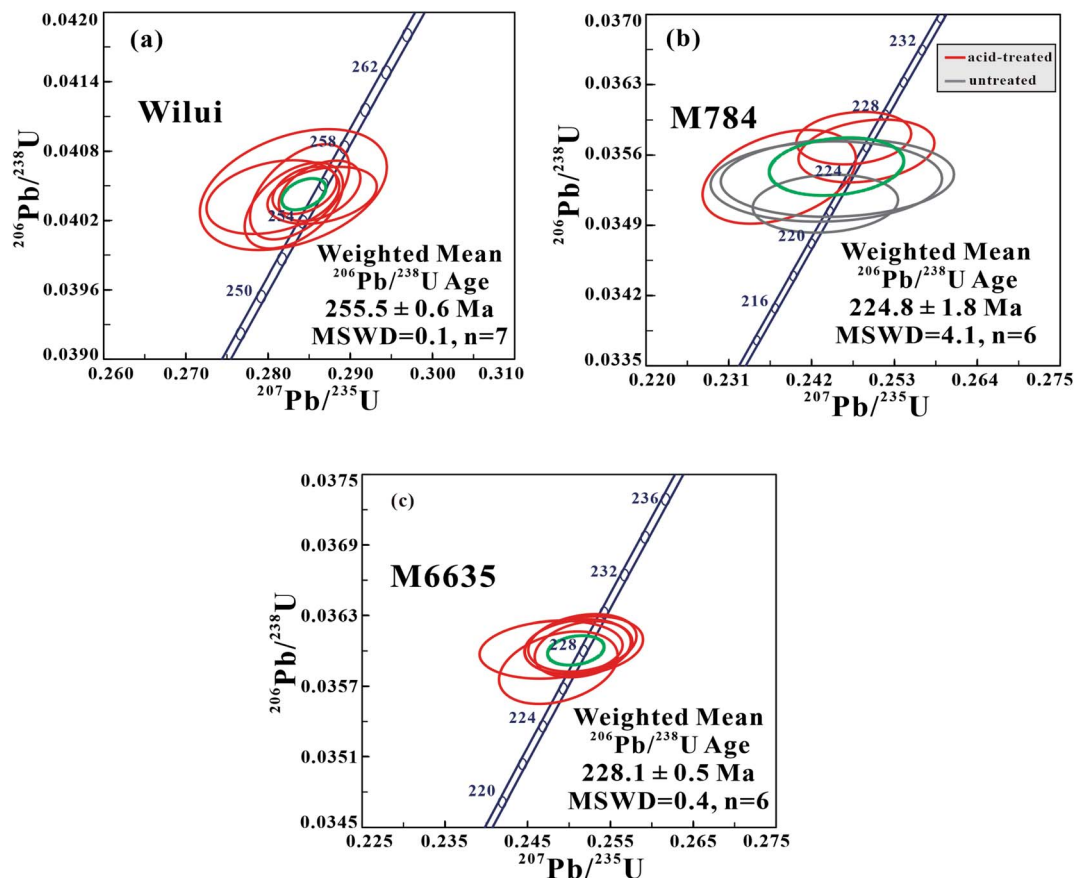 (a)
Wilui
0.0420
0.0414
0.0408
0.0402
0.0396
0.0390
²⁰⁶Pb/²³⁸U
262
258
254
250
Weighted Mean
²⁰⁶Pb/²³⁸U Age
255.5 ± 0.6 Ma
MSWD=0.1, n=7
0.260 0.270 0.280 0.290 0.300 0.310
²⁰⁷Pb/²³⁵U
(b)
M784
acid-treated
untreated
0.0370
0.0363
0.0356
0.0349
0.0342
0.0335
²⁰⁶Pb/²³⁸U
232
228
224
220
216
Weighted Mean
²⁰⁶Pb/²³⁸U Age
224.8 ± 1.8 Ma
MSWD=4.1, n=6
0.220 0.231 0.242 0.253 0.264 0.275
²⁰⁷Pb/²³⁵U
(c)
M6635
0.0375
0.0369
0.0363
0.0357
0.0351
0.0345
²⁰⁶Pb/²³⁸U
236
232
228
224
220
Weighted Mean
²⁰⁶Pb/²³⁸U Age
228.1 ± 0.5 Ma
MSWD=0.4, n=6
0.225 0.235 0.245 0.255 0.265 0.275
²⁰⁷Pb/²³⁵U